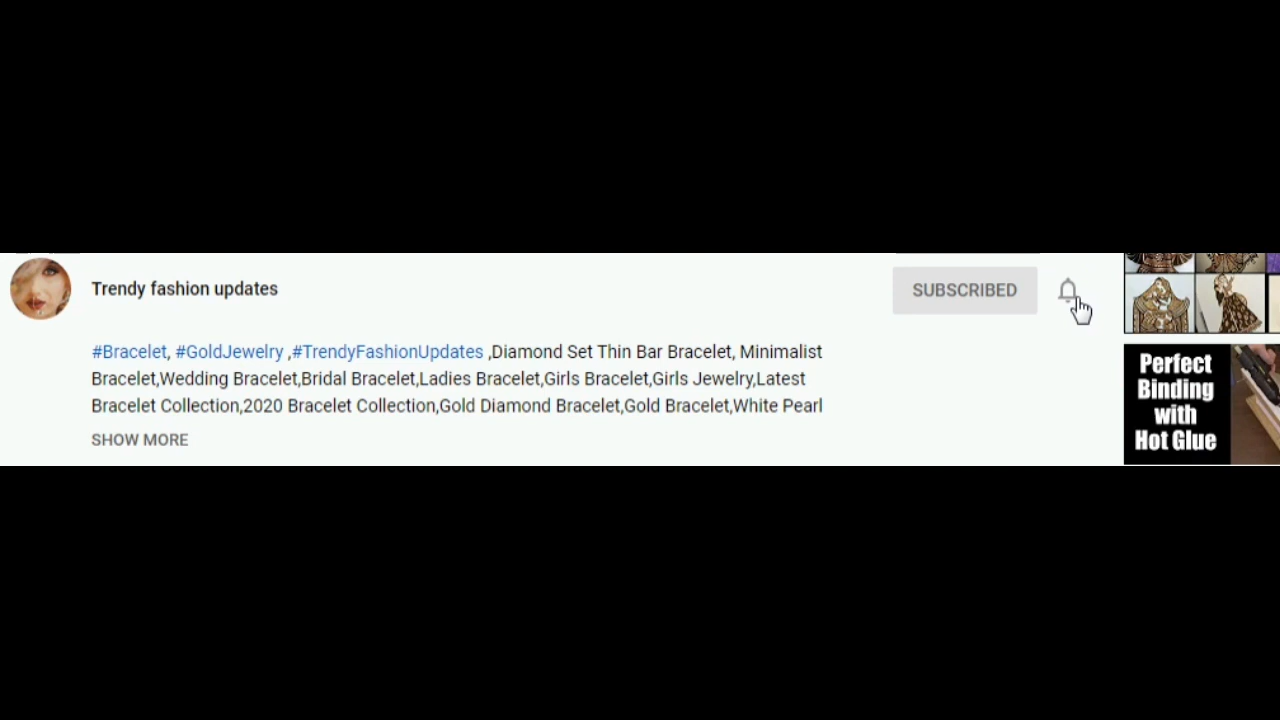 Trendy fashion updates
SUBSCRIBED
#Bracelet, #GoldJewelry ,#TrendyFashionUpdates ,Diamond Set Thin Bar Bracelet, Minimalist
Bracelet,Wedding Bracelet,Bridal Bracelet,Ladies Bracelet,Girls Bracelet,Girls Jewelry,Latest
Bracelet Collection,2020 Bracelet Collection,Gold Diamond Bracelet,Gold Bracelet,White Pearl
SHOW MORE
Perfect
Binding
with
Hot Glue